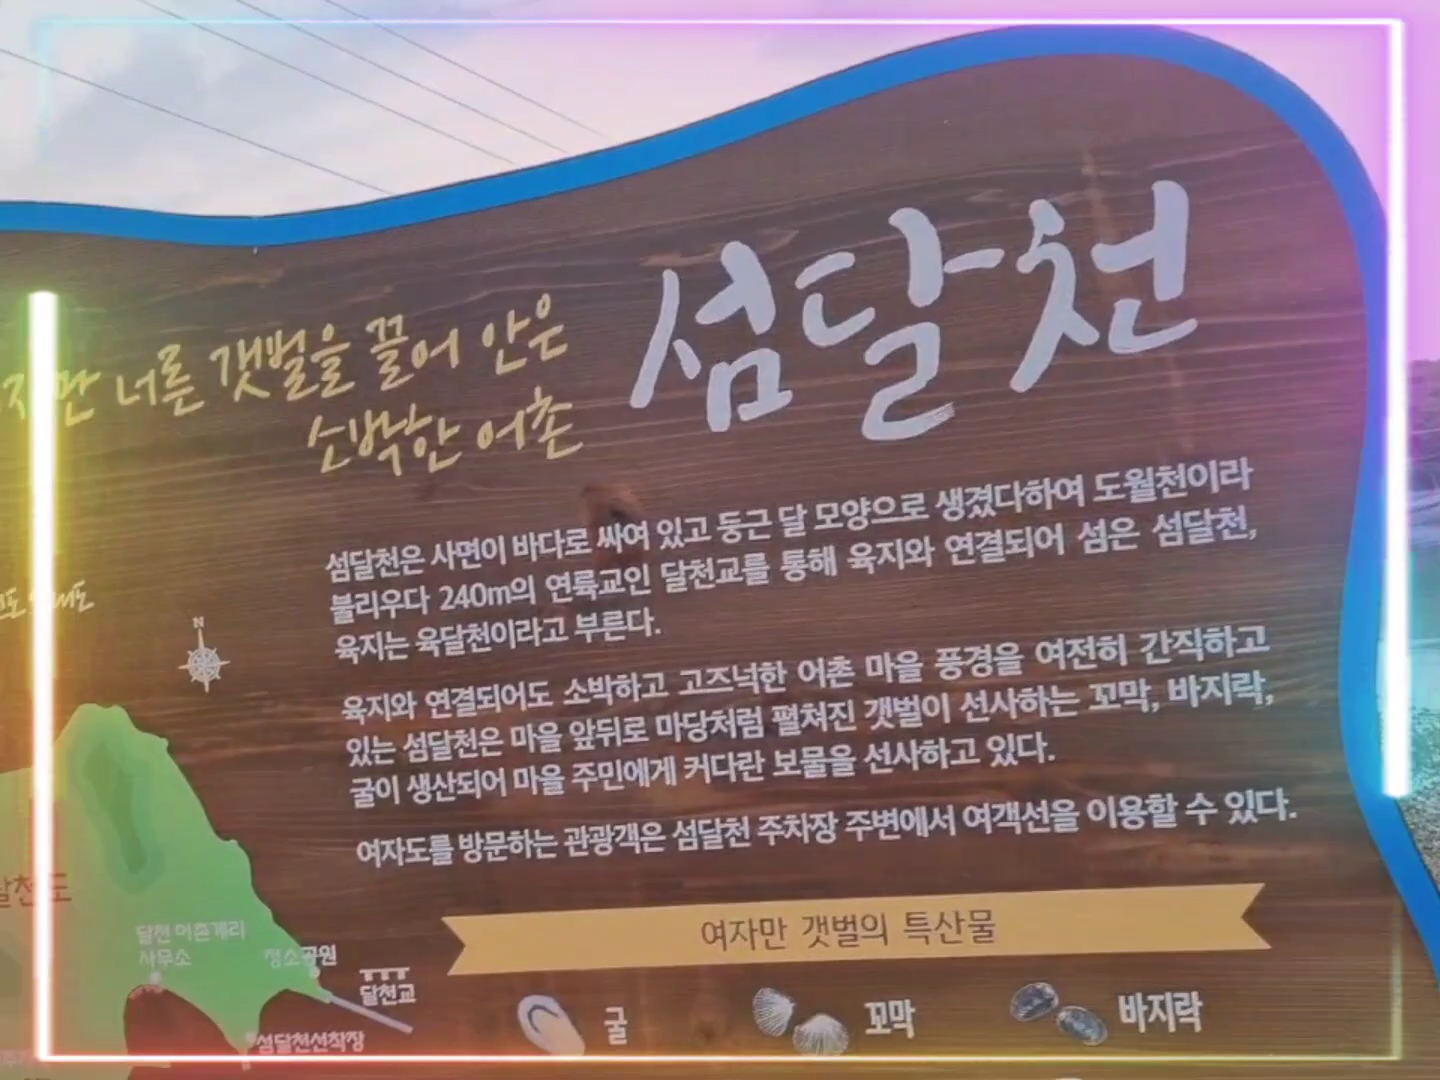 너른 갯벌을 끌어 안은
소박한 어촌
섬달천
섬달천은 사면이 바다로 싸여 있고 둥근 달 모양으로 생겼다하여 도월천이라
불리우다 240m의 연륙교인 달천교를 통해 육지와 연결되어 섬은 섬달천,
육지는 육달천이라고 부른다.
육지와 연결되어도 소박하고 고즈넉한 어촌 마을 풍경을 여전히 간직하고
있는 섬달천은 마을 앞뒤로 마당처럼 펼쳐진 갯벌이 선사하는 꼬막, 바지락,
굴이 생산되어 마을 주민에게 커다란 보물을 선사하고 있다.
여자도를 방문하는 관광객은 섬달천 주차장 주변에서 여객선을 이용할 수 있다.
여자만 갯벌의 특산물
굴
꼬막
바지락
N
달천 어촌계리
사무소
달천교
섬달천선착장